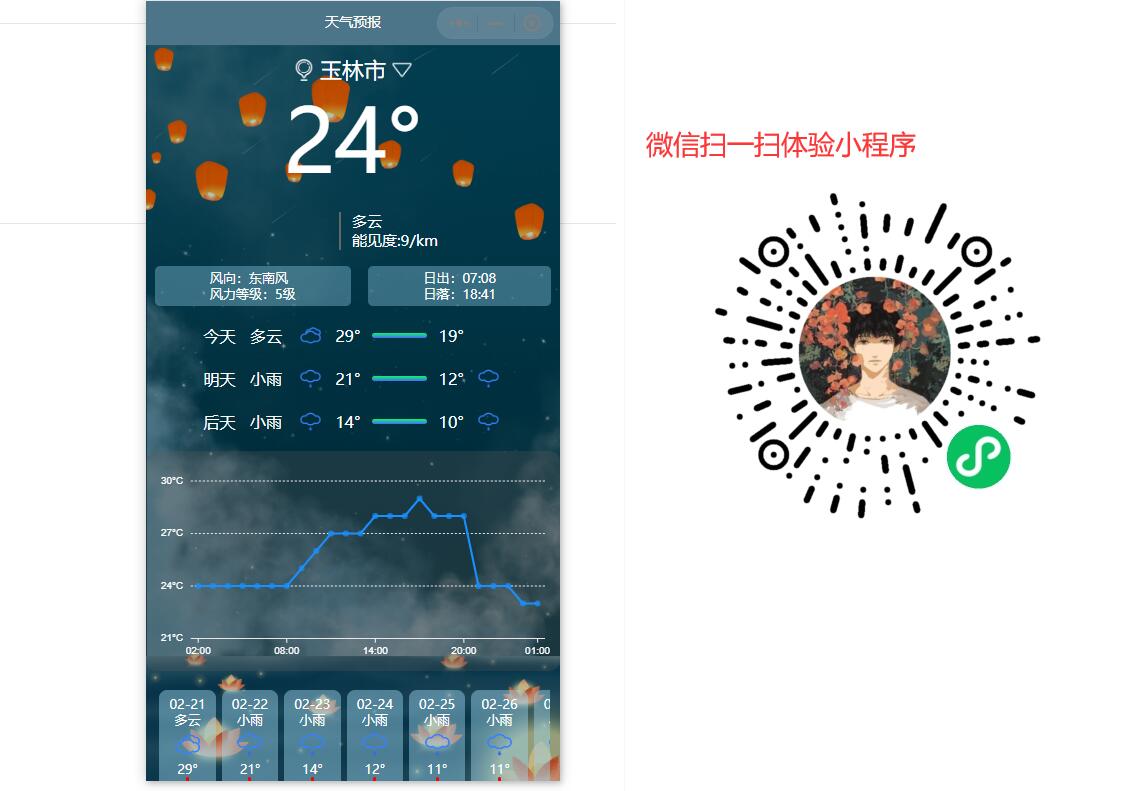 天气预报
玉林市
24°
多云
能见度:9/km
风向：东南风
风力等级：5级
日出：07:08
日落：18:41
今天 多云 29° 19°
明天 小雨 21° 12°
后天 小雨 14° 10°
30°C
27°C
24°C
21°C
02:00 08:00 14:00 20:00 01:00
02-21 02-22 02-23 02-24 02-25 02-26
多云 小雨 小雨 小雨 小雨 小雨
29° 21° 14° 12° 11° 11°
微信扫一扫体验小程序